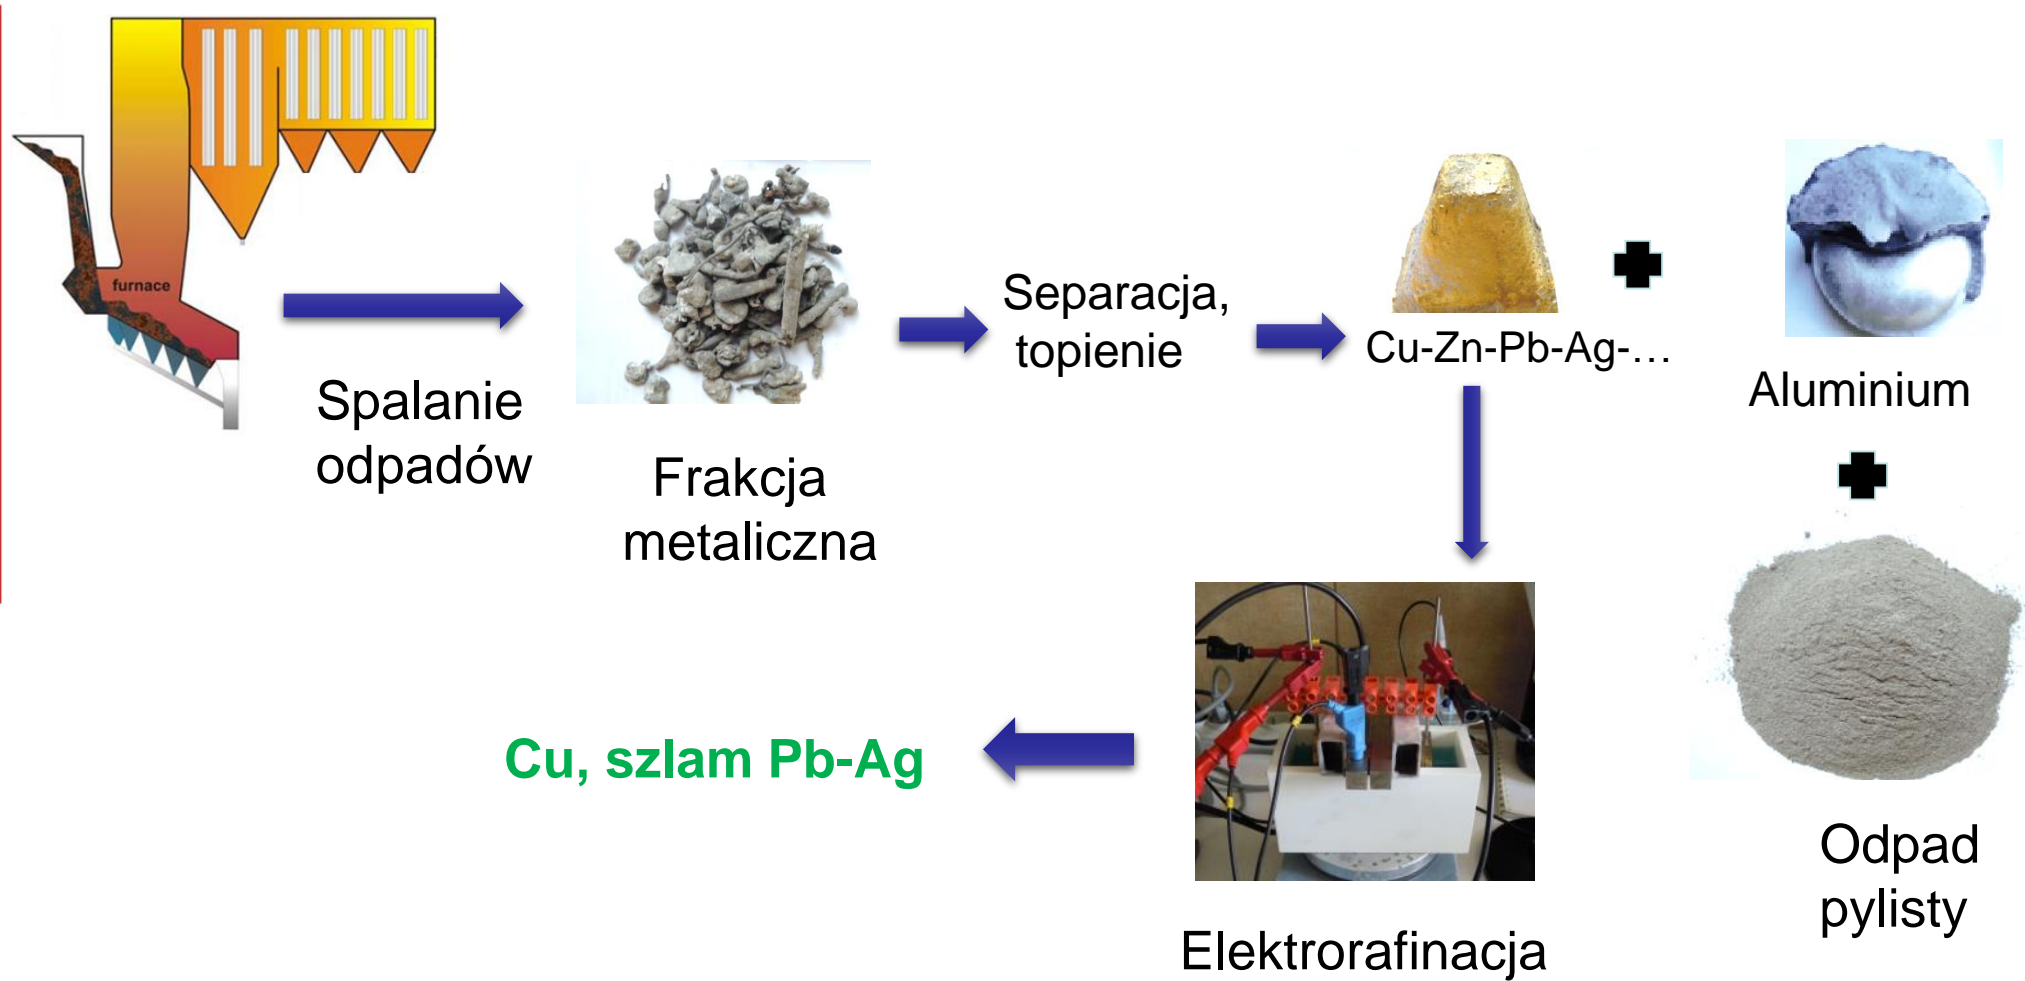 furnace
Spalanie
odpadów
Frakcja
metaliczna
Separacja,
topienie
Cu-Zn-Pb-Ag-...
Aluminium
Odpad
pylisty
Elektrorafinacja
Cu, szlam Pb-Ag